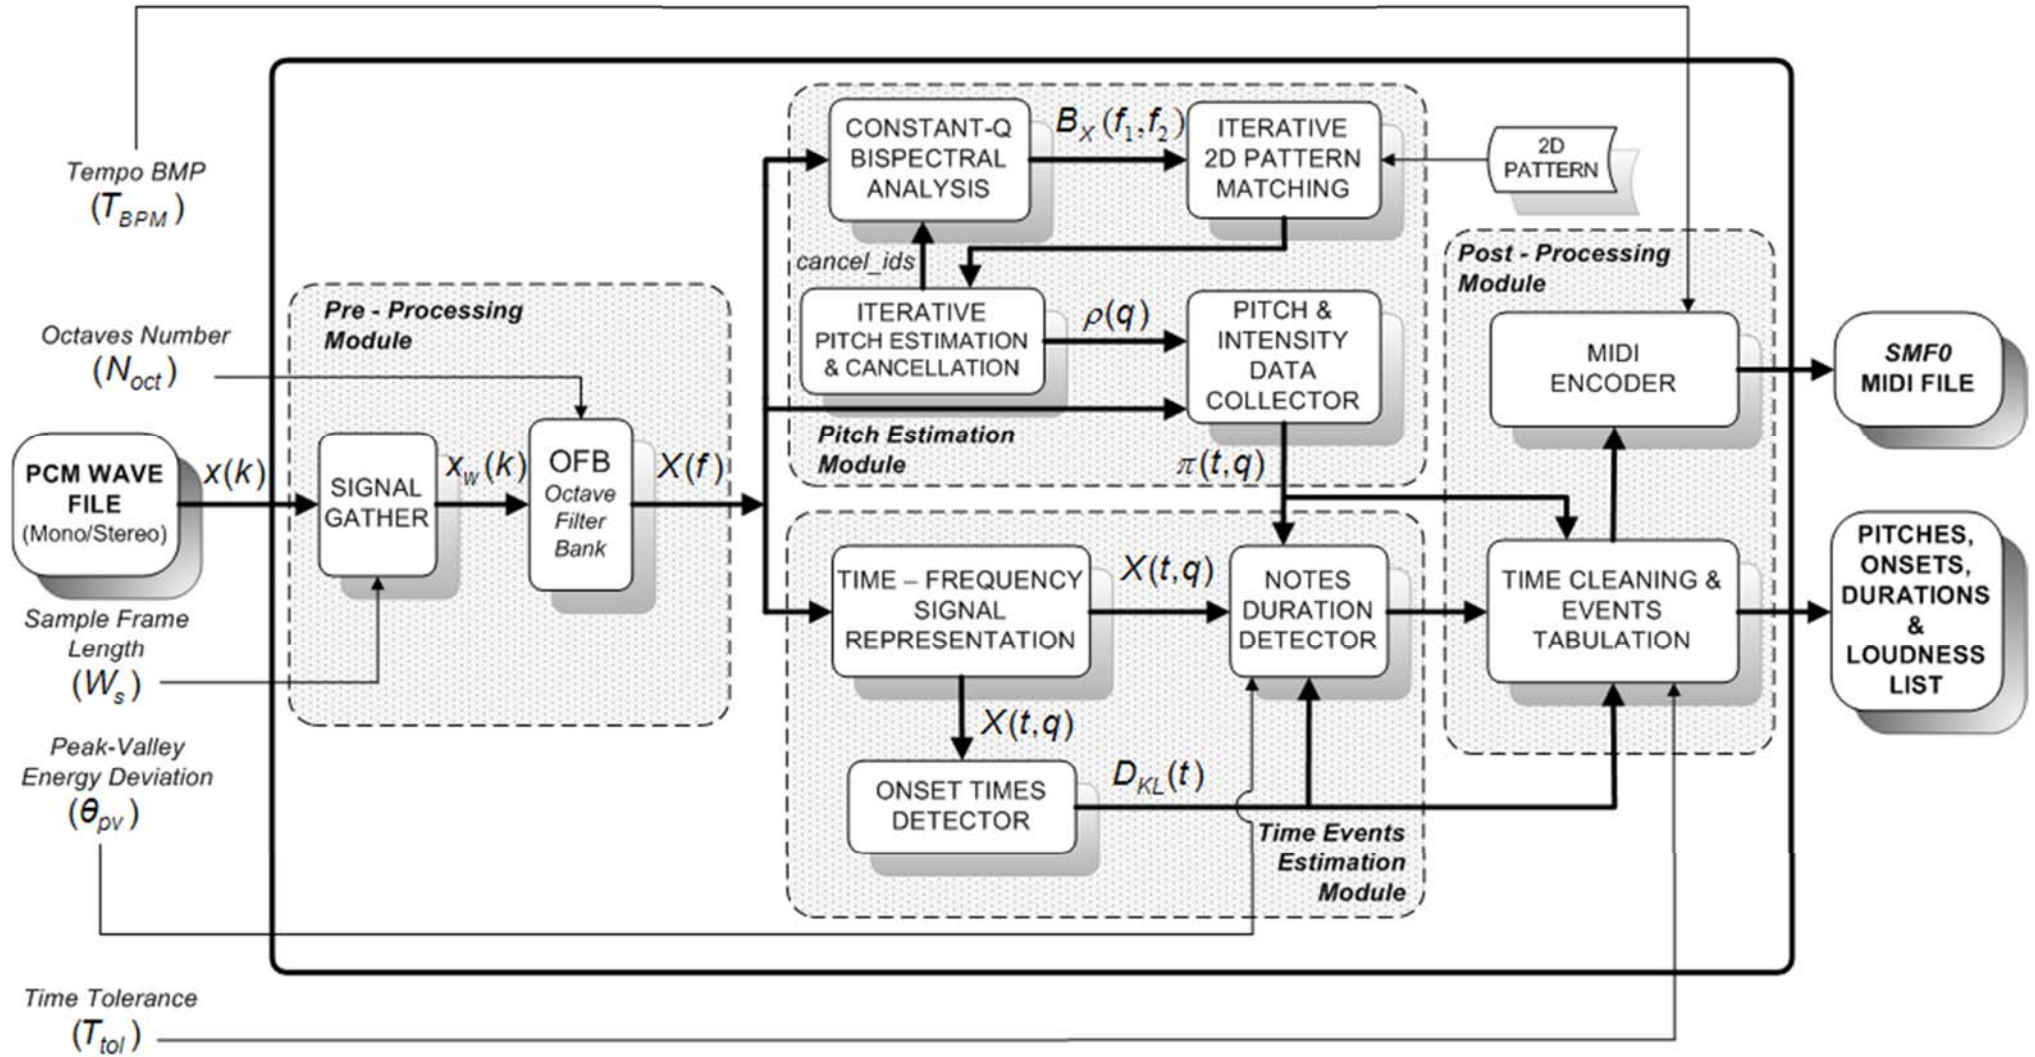 Tempo BMP
(T_BPM)
Octaves Number
(N_oct)
PCM WAVE
FILE
(Mono/Stereo)
x(k)
Sample Frame
Length
(W_s)
Peak-Valley
Energy Deviation
(θ_pv)
Time Tolerance
(T_tol)
Pre - Processing
Module
SIGNAL
GATHER
x_w(k)
OFB
Octave
Filter
Bank
X(f)
CONSTANT-Q
BISPECTRAL
ANALYSIS
B_X(f_1,f_2)
ITERATIVE
2D PATTERN
MATCHING
2D
PATTERN
cancel_ids
ITERATIVE
PITCH ESTIMATION
& CANCELLATION
ρ(q)
PITCH &
INTENSITY
DATA
COLLECTOR
Pitch Estimation
Module
π(t,q)
TIME – FREQUENCY
SIGNAL
REPRESENTATION
X(t,q)
NOTES
DURATION
DETECTOR
X(t,q)
ONSET TIMES
DETECTOR
D_KL(t)
Time Events
Estimation
Module
Post - Processing
Module
MIDI
ENCODER
TIME CLEANING &
EVENTS
TABULATION
SMF0
MIDI FILE
PITCHES,
ONSETS,
DURATIONS
&
LOUDNESS
LIST